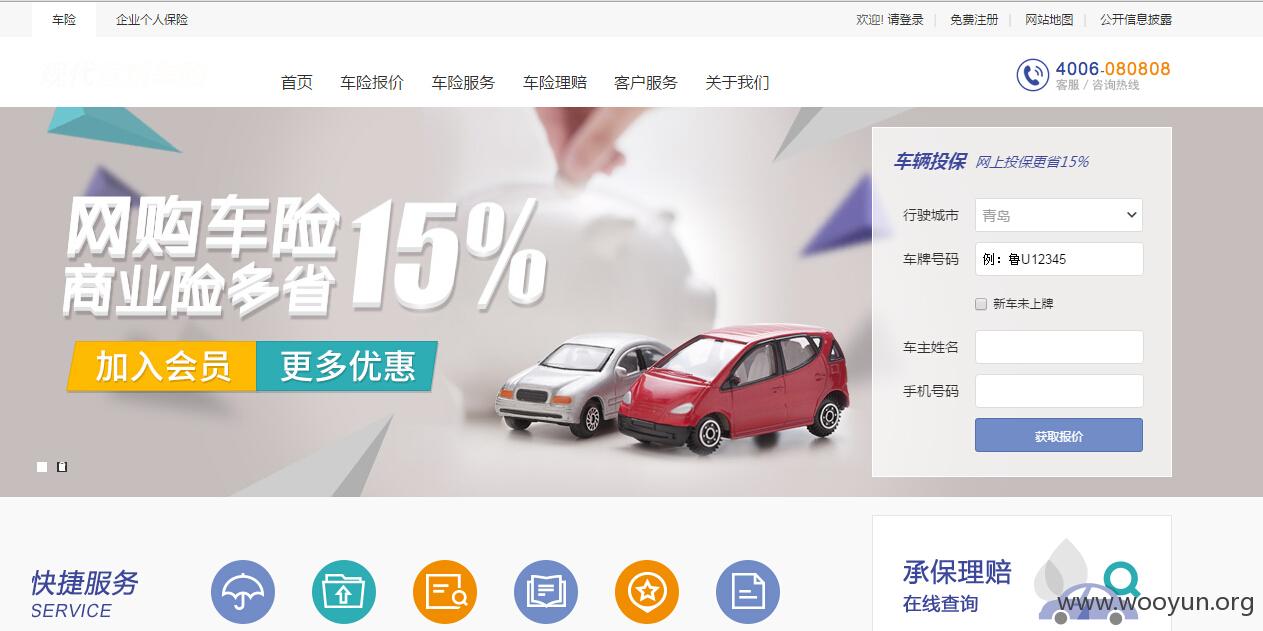 车险 企业个人保险 欢迎! 请登录 | 免费注册 | 网站地图 | 公开信息披露
首页 车险报价 车险服务 车险理赔 客户服务 关于我们
4006-080808
客服 / 咨询热线
车辆投保 网上投保更省15%
网购车险 15%
商业险多省
加入会员 更多优惠
行驶城市 青岛
车牌号码 例：鲁U12345
新车未上牌
车主姓名
手机号码
获取报价
快捷服务
SERVICE
承保理赔
在线查询
www.wooyun.org